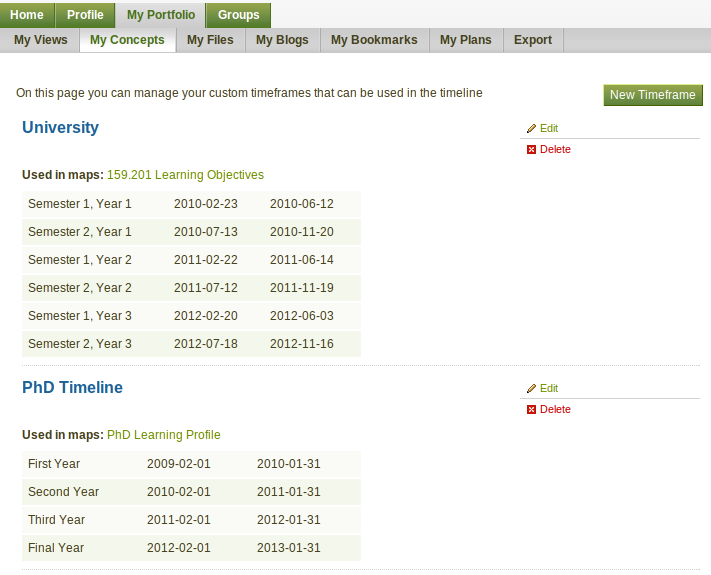 Home Profile My Portfolio Groups
My Views My Concepts My Files My Blogs My Bookmarks My Plans Export
On this page you can manage your custom timeframes that can be used in the timeline New Timeframe
University Edit
Delete
Used in maps: 159.201 Learning Objectives
Semester 1, Year 1 2010-02-23 2010-06-12
Semester 2, Year 1 2010-07-13 2010-11-20
Semester 1, Year 2 2011-02-22 2011-06-14
Semester 2, Year 2 2011-07-12 2011-11-19
Semester 1, Year 3 2012-02-20 2012-06-03
Semester 2, Year 3 2012-07-18 2012-11-16
PhD Timeline Edit
Delete
Used in maps: PhD Learning Profile
First Year 2009-02-01 2010-01-31
Second Year 2010-02-01 2011-01-31
Third Year 2011-02-01 2012-01-31
Final Year 2012-02-01 2013-01-31